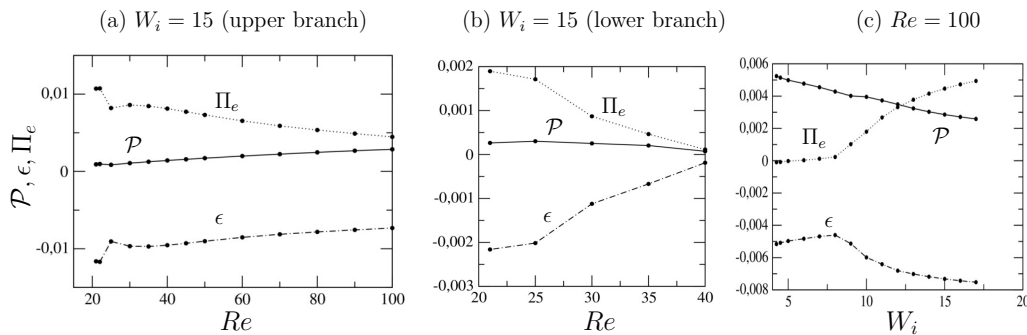 (a) W_i = 15 (upper branch)
(b) W_i = 15 (lower branch)
(c) Re = 100
P, ϵ, Π_e
0,01
0
-0,01
Π_e
P
ϵ
20
40
60
80
100
Re
0,002
0,001
0
-0,001
-0,002
-0,003
Π_e
P
ϵ
20
25
30
35
40
Re
0,006
0,004
0,002
0
-0,002
-0,004
-0,006
-0,008
Π_e
P
ϵ
5
10
15
20
W_i